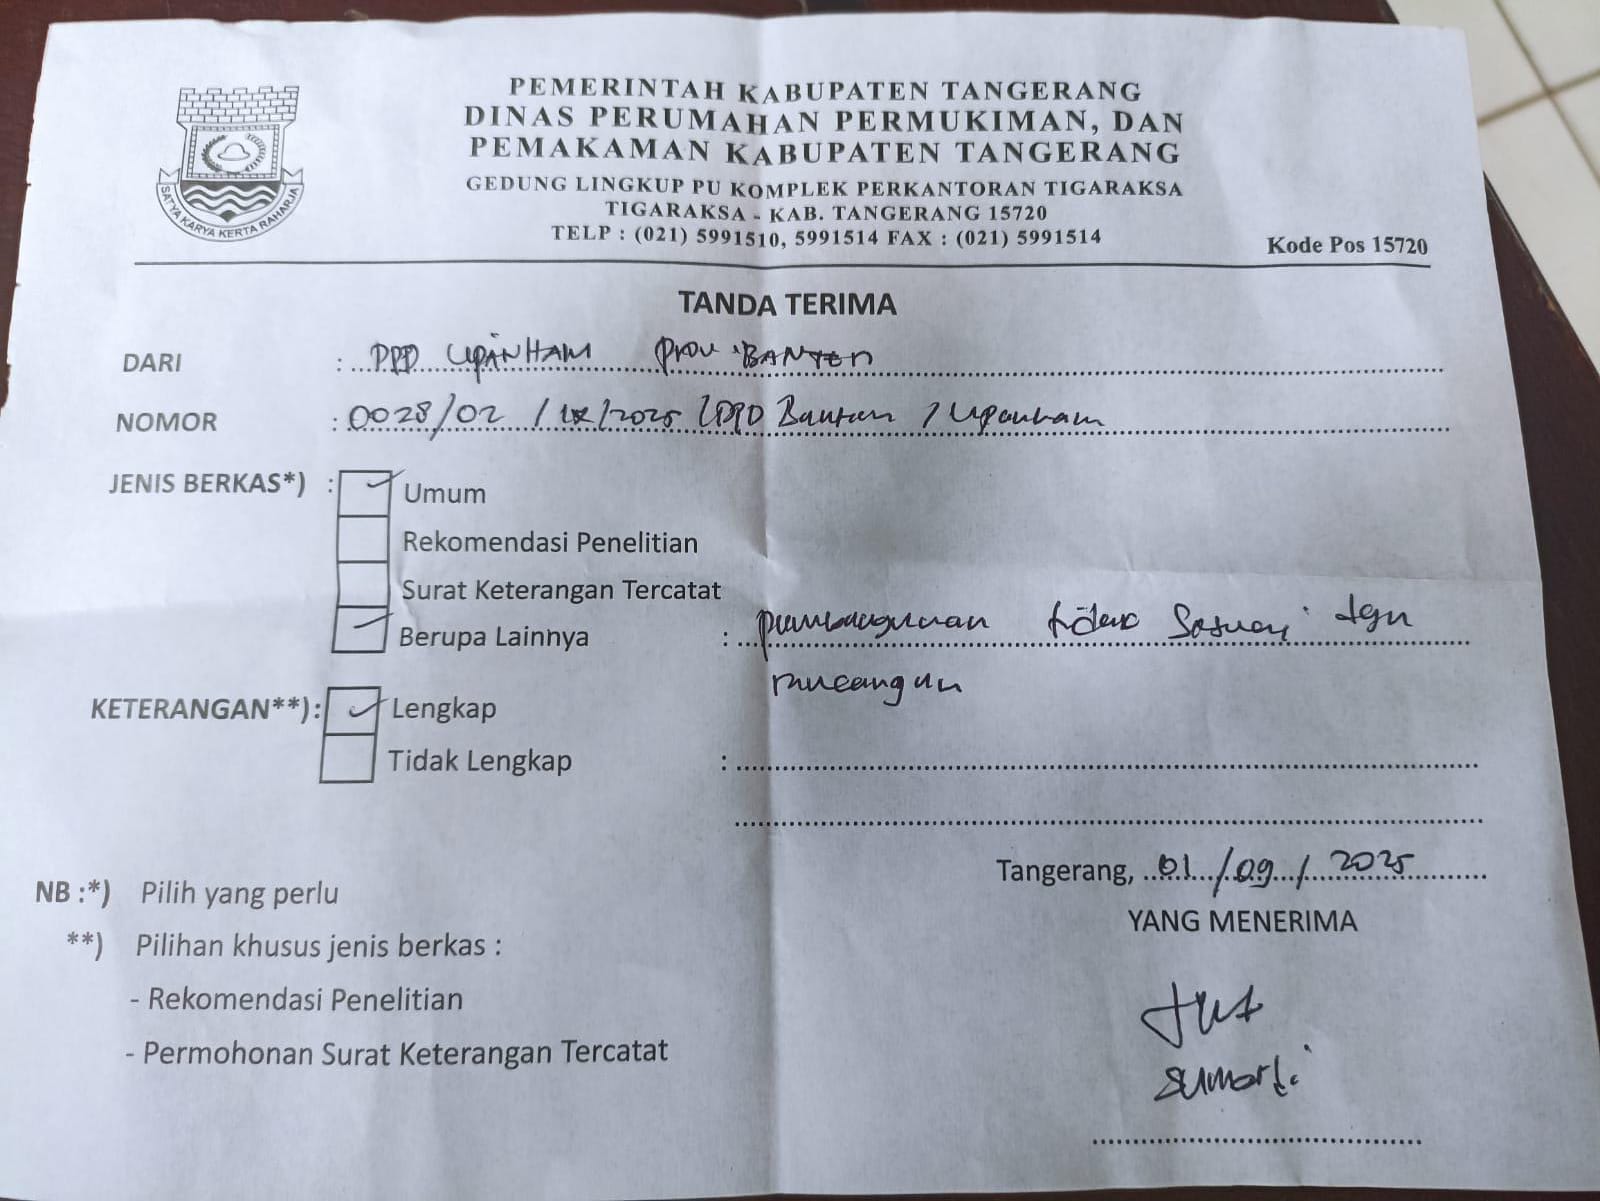 PEMERINTAH KABUPATEN TANGERANG
DINAS PERUMAHAN PERMUKIMAN, DAN
PEMAKAMAN KABUPATEN TANGERANG
GEDUNG LINGKUP PU KOMPLEK PERKANTORAN TIGARAKSA
TIGARAKSA - KAB. TANGERANG 15720
TELP : (021) 5991510, 5991514 FAX : (021) 5991514
Kode Pos 15720
SATYA KARYA KERTA RAHARJA
TANDA TERIMA
DARI : DPD LIPANHAM Prov. BANTEN
NOMOR : 0028/02 /IX/2025 /DPD Banten /Lipanham
JENIS BERKAS*) : Umum
Rekomendasi Penelitian
Surat Keterangan Tercatat
Berupa Lainnya : pembangunan tidak Sesuai dgn
rancangan
KETERANGAN**): Lengkap
Tidak Lengkap :
Tangerang, 01/09/2025
YANG MENERIMA
NB :*) Pilih yang perlu
**) Pilihan khusus jenis berkas :
- Rekomendasi Penelitian
- Permohonan Surat Keterangan Tercatat
Sumarti